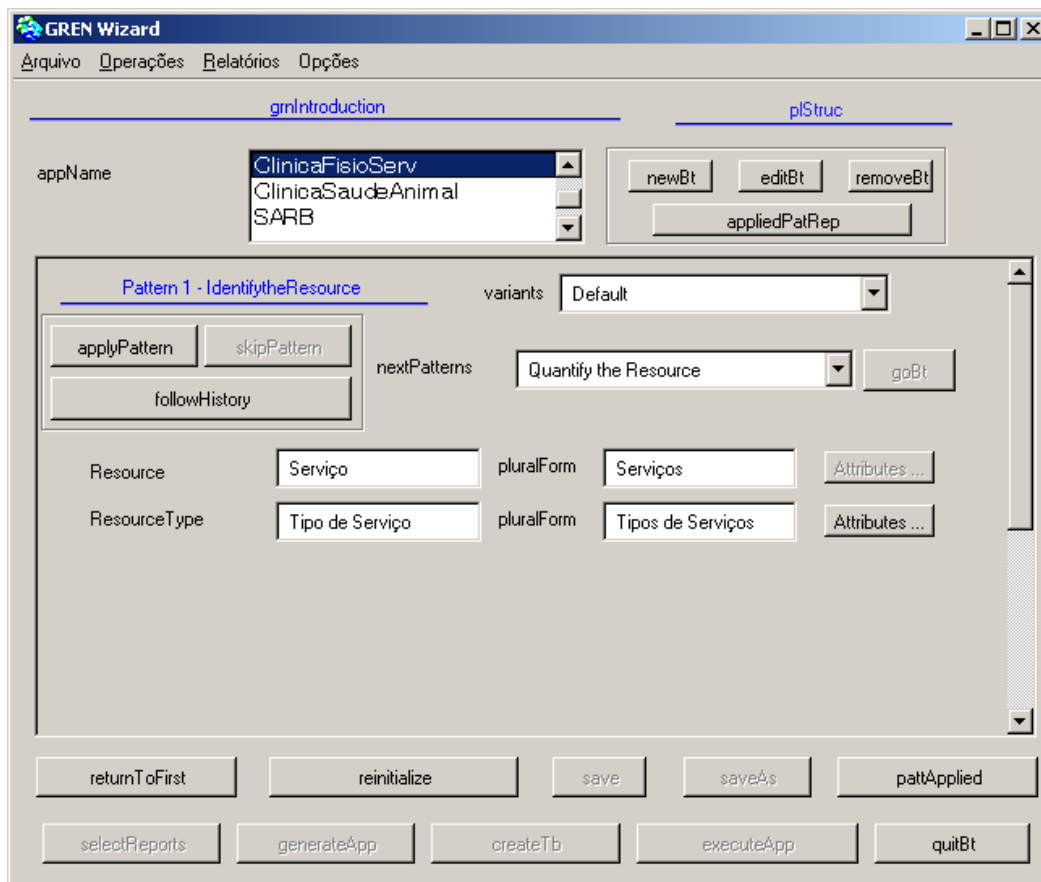 GREN Wizard
Arquivo Operações Relatórios Opções
grnIntroduction plStruc
appName
ClinicaFisioServ
ClinicaSaudeAnimal
SARB
newBt editBt removeBt
appliedPatRep
Pattern 1 - IdentifytheResource
variants Default
applyPattern skipPattern
nextPatterns Quantify the Resource goBt
followHistory
Resource Serviço pluralForm Serviços Attributes ...
ResourceType Tipo de Serviço pluralForm Tipos de Serviços Attributes ...
returnToFirst reinitialize save saveAs pattApplied
selectReports generateApp createTb executeApp quitBt